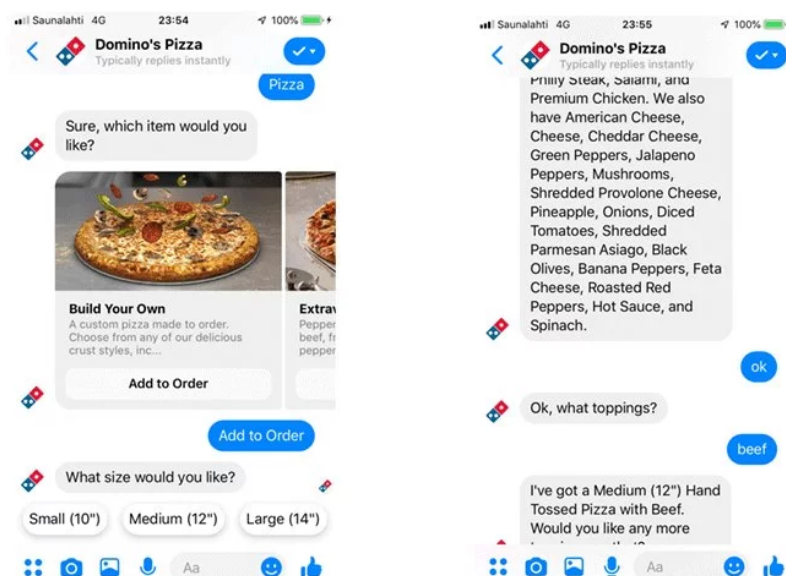 Saunalahti 4G 23:54 100%
Domino's Pizza
Typically replies instantly
Pizza
Sure, which item would you
like?
Build Your Own
A custom pizza made to order.
Choose from any of our delicious
crust styles, inc...
Add to Order
Extrav
Pepper
beef, fr
pepper
Add to Order
What size would you like?
Small (10") Medium (12") Large (14")
Aa
Saunalahti 4G 23:55 100%
Domino's Pizza
Typically replies instantly
Philly Steak, Salami, and
Premium Chicken. We also
have American Cheese,
Cheese, Cheddar Cheese,
Green Peppers, Jalapeno
Peppers, Mushrooms,
Shredded Provolone Cheese,
Pineapple, Onions, Diced
Tomatoes, Shredded
Parmesan Asiago, Black
Olives, Banana Peppers, Feta
Cheese, Roasted Red
Peppers, Hot Sauce, and
Spinach.
ok
Ok, what toppings?
beef
I've got a Medium (12") Hand
Tossed Pizza with Beef.
Would you like any more
Aa